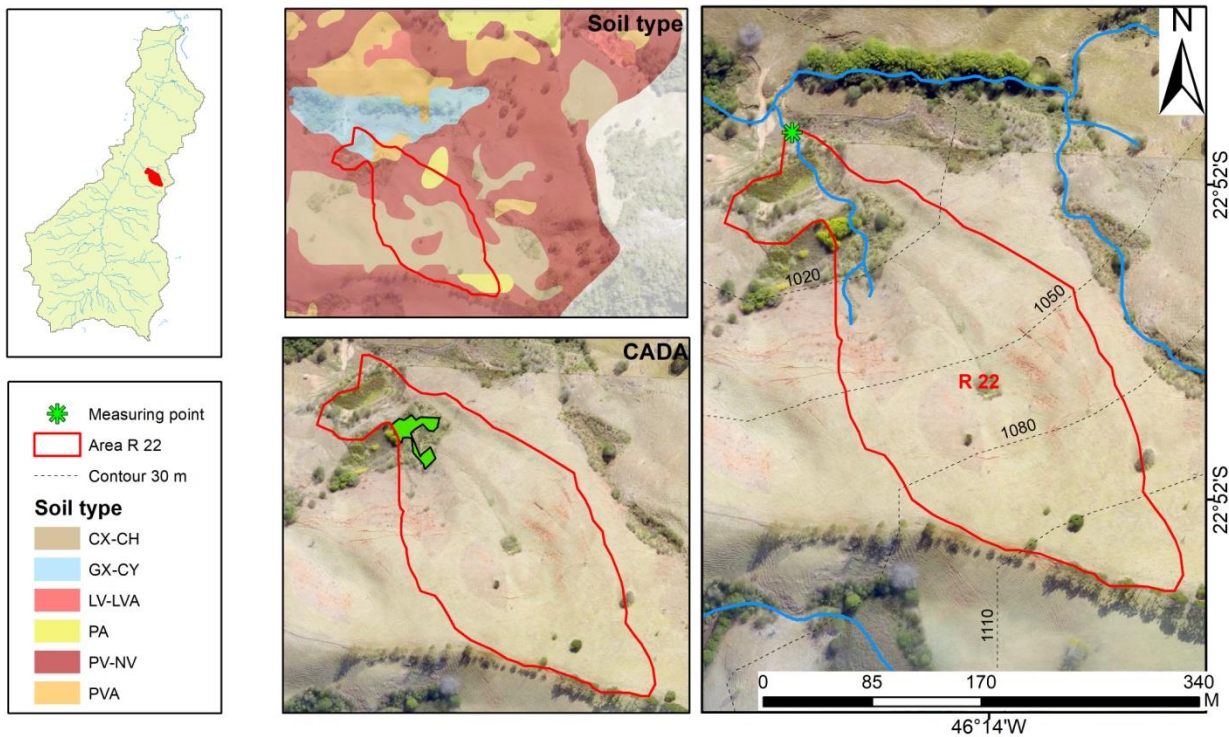 Measuring point
Area R 22
Contour 30 m
Soil type
CX-CH
GX-CY
LV-LVA
PA
PV-NV
PVA
Soil type
CADA
N
22°52'S
22°52'S
1020
1050
R 22
1080
1110
0 85 170 340
M
46°14'W